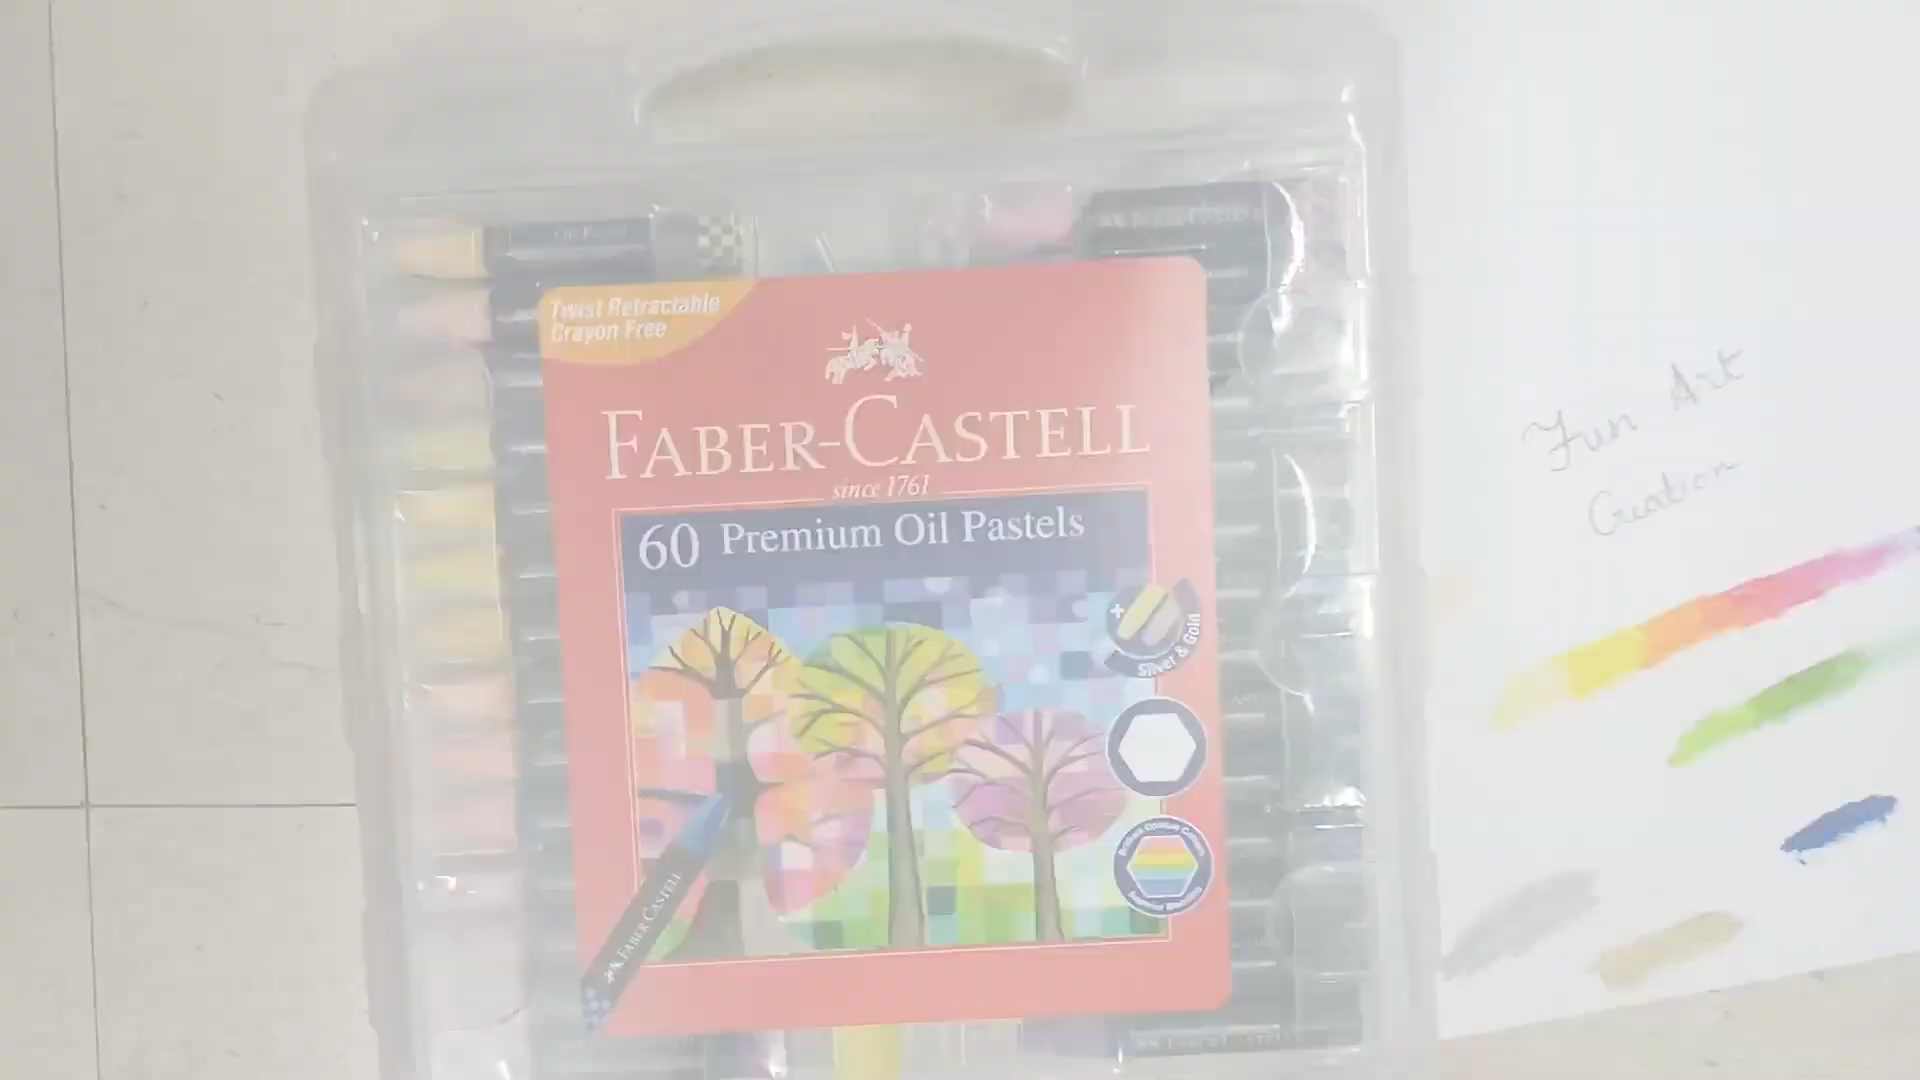 Twist Retractable
Crayon Free
FABER-CASTELL
since 1761
60 Premium Oil Pastels
+
Silver & Gold
FABER-CASTELL
Fun Art
Creation